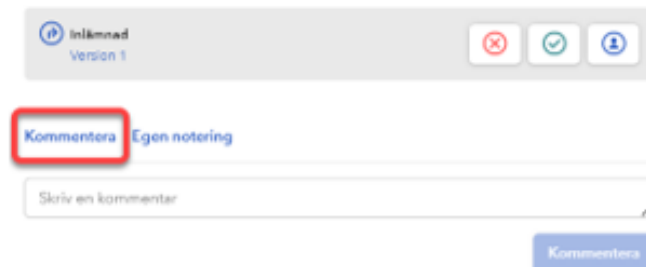 Inlämnad
Version 1
Kommentera Egen notering
Skriv en kommentar
Kommentera